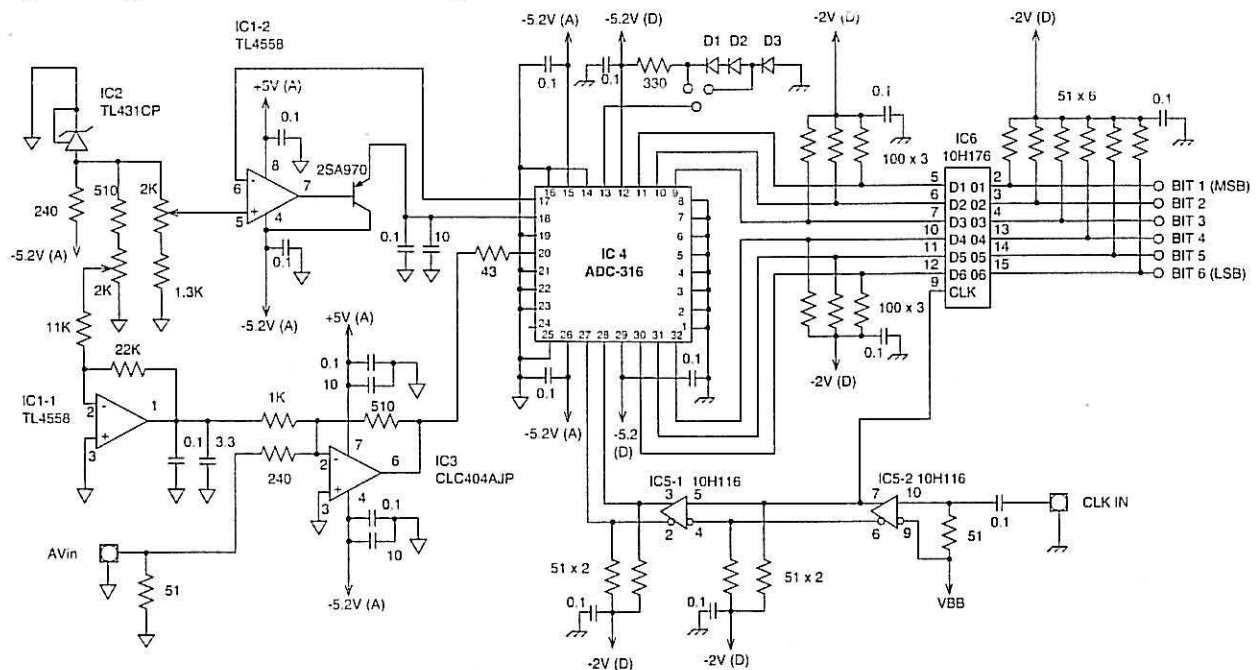 IC1-2
TL4558
-5.2V (A)
-5.2V (D)
-2V (D)
-2V (D)
D1 D2 D3
IC2
TL431CP
+5V (A)
0.1
0.1
0.1
330
0.1
51 x 6
0.1
IC6
10H176
8
2SA970
100 x 3
6
-
7
+
5
4
510
2K
240
0.1
-5.2V (A)
2K
1.3K
0.1
10
43
-5.2V (A)
16 15 14 13 12 11 10 9
17
18
19
20
21
22
23
24
25 26 27 28 29 30 31 32
8
7
6
5
4
3
2
1
IC 4
ADC-316
5 D1 01 2 BIT 1 (MSB)
6 D2 02 3 BIT 2
7 D3 03 4 BIT 3
10 D4 04 13 BIT 4
11 D5 05 14 BIT 5
12 D6 06 15 BIT 6 (LSB)
9 CLK
100 x 3
0.1
-2V (D)
11K
22K
+5V (A)
0.1
10
0.1
0.1
IC1-1
TL4558
2
-
1
+
3
0.1
3.3
1K
510
240
7
2
-
6
+
3
4
IC3
CLC404AJP
0.1
10
-5.2V (A)
-5.2V (A)
-5.2
(D)
AVin
51
IC5-1 10H116
3
5
2
4
IC5-2 10H116
7
10
6
9
0.1
CLK IN
51
VBB
51 x 2
51 x 2
0.1
0.1
-2V (D)
-2V (D)